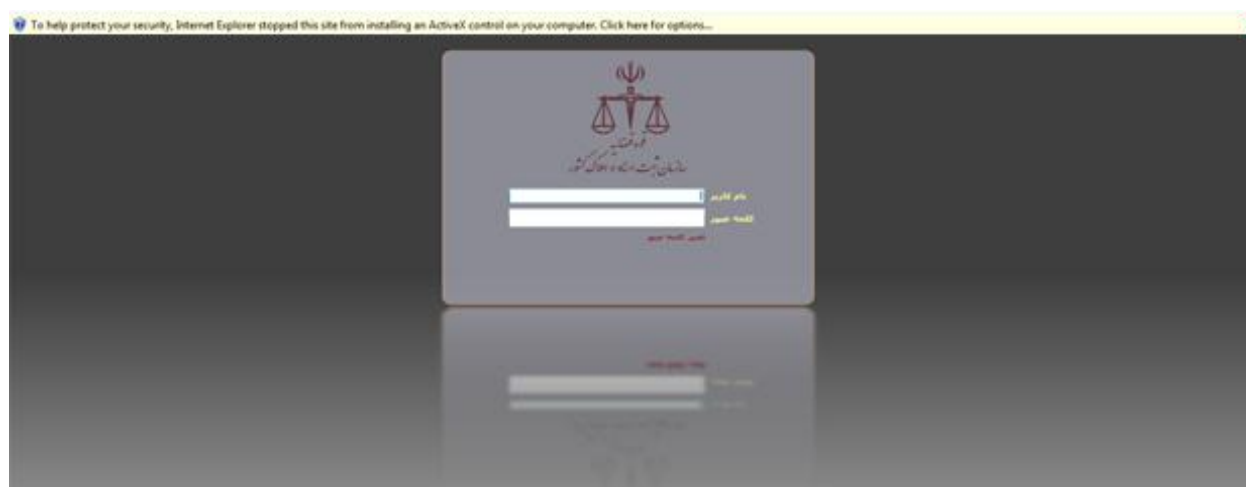 To help protect your security, Internet Explorer stopped this site from installing an ActiveX control on your computer. Click here for options...
قوه قضاییه
سازمان ثبت اسناد و املاک کشور
نام کاربر
کلمه عبور
تغییر کلمه عبور